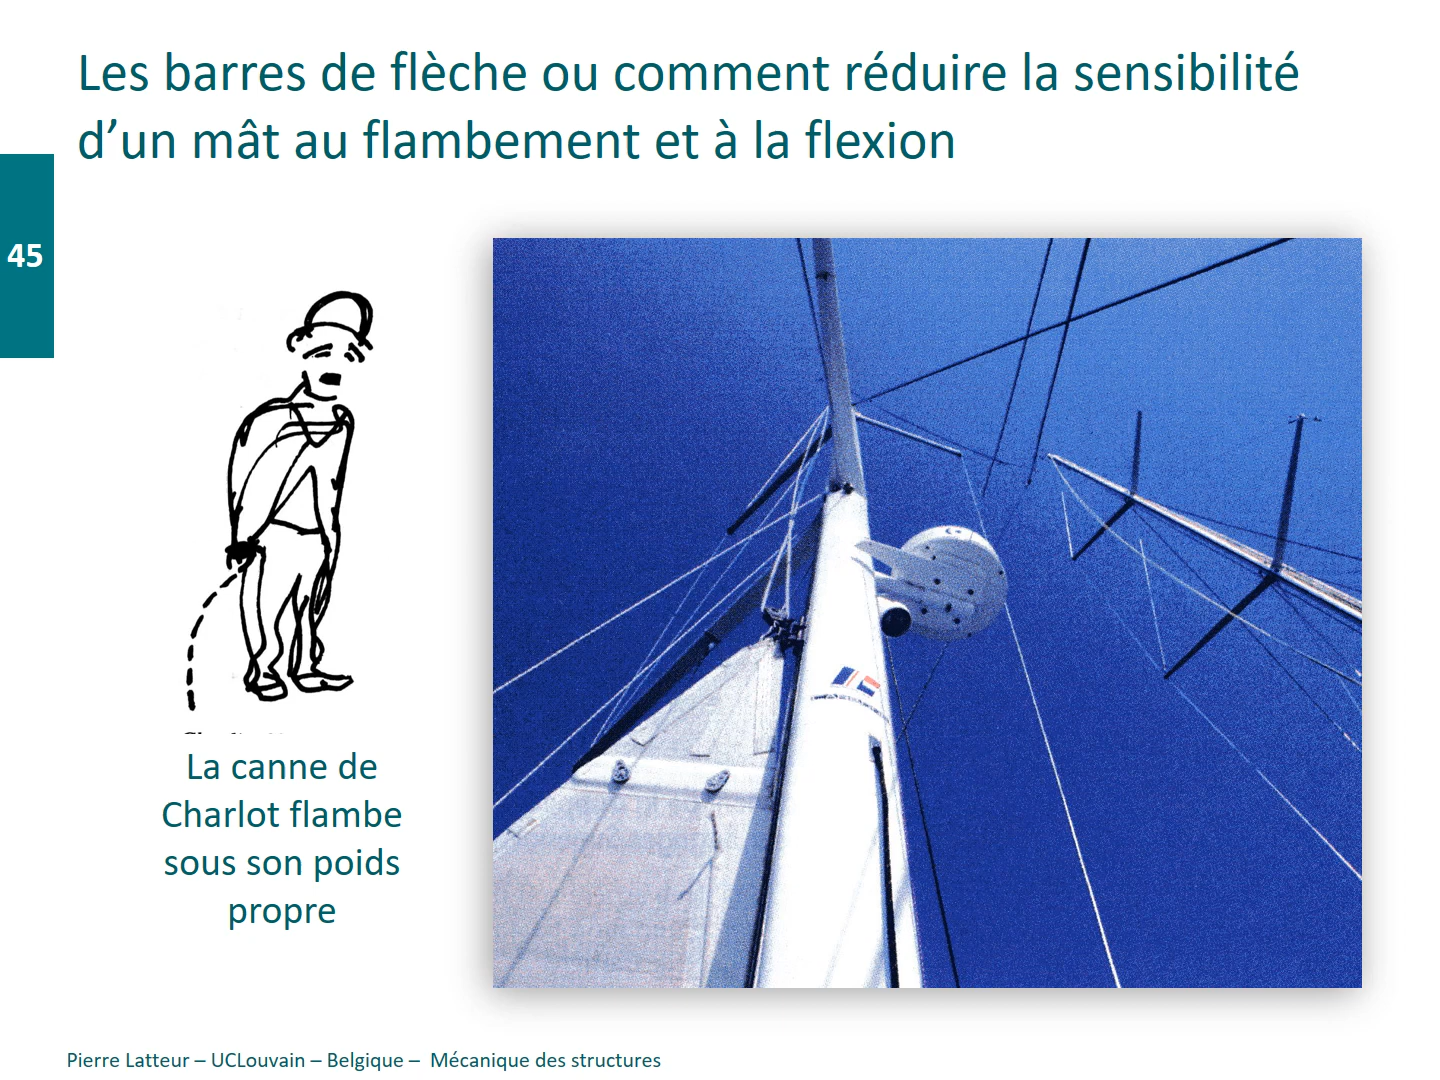 Les barres de flèche ou comment réduire la sensibilité
d’un mât au flambement et à la flexion
45
La canne de
Charlot flambe
sous son poids
propre
Pierre Latteur – UCLouvain – Belgique – Mécanique des structures